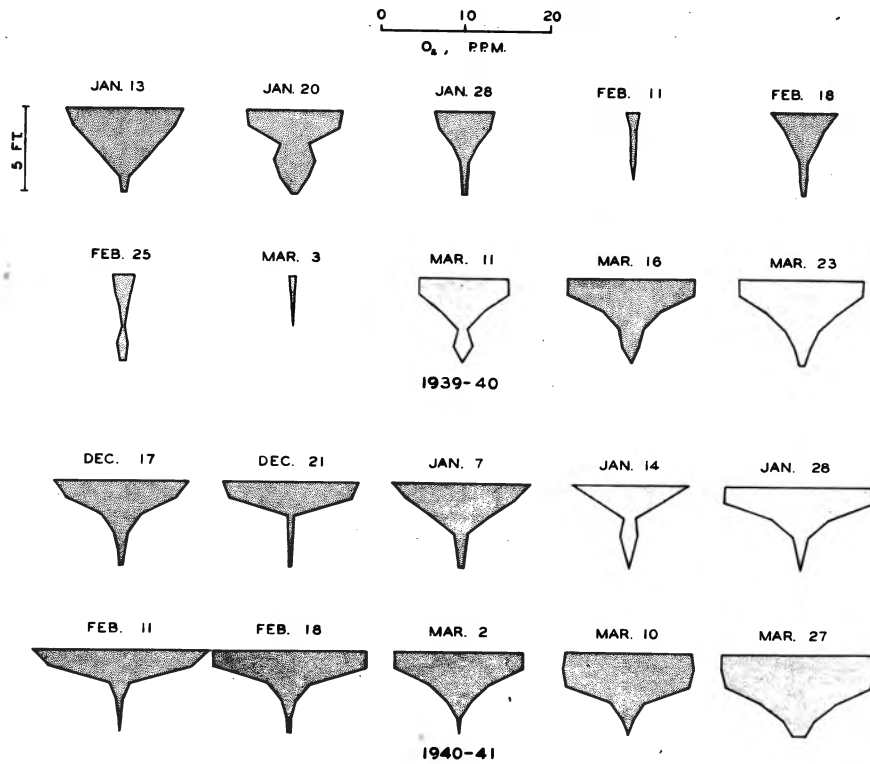 0 10 20
O₂, P.P.M.
JAN. 13 JAN. 20 JAN. 28 FEB. 11 FEB. 18
5 FT.
FEB. 25 MAR. 3 MAR. 11 MAR. 16 MAR. 23
1939-40
DEC. 17 DEC. 21 JAN. 7 JAN. 14 JAN. 28
FEB. 11 FEB. 18 MAR. 2 MAR. 10 MAR. 27
1940-41